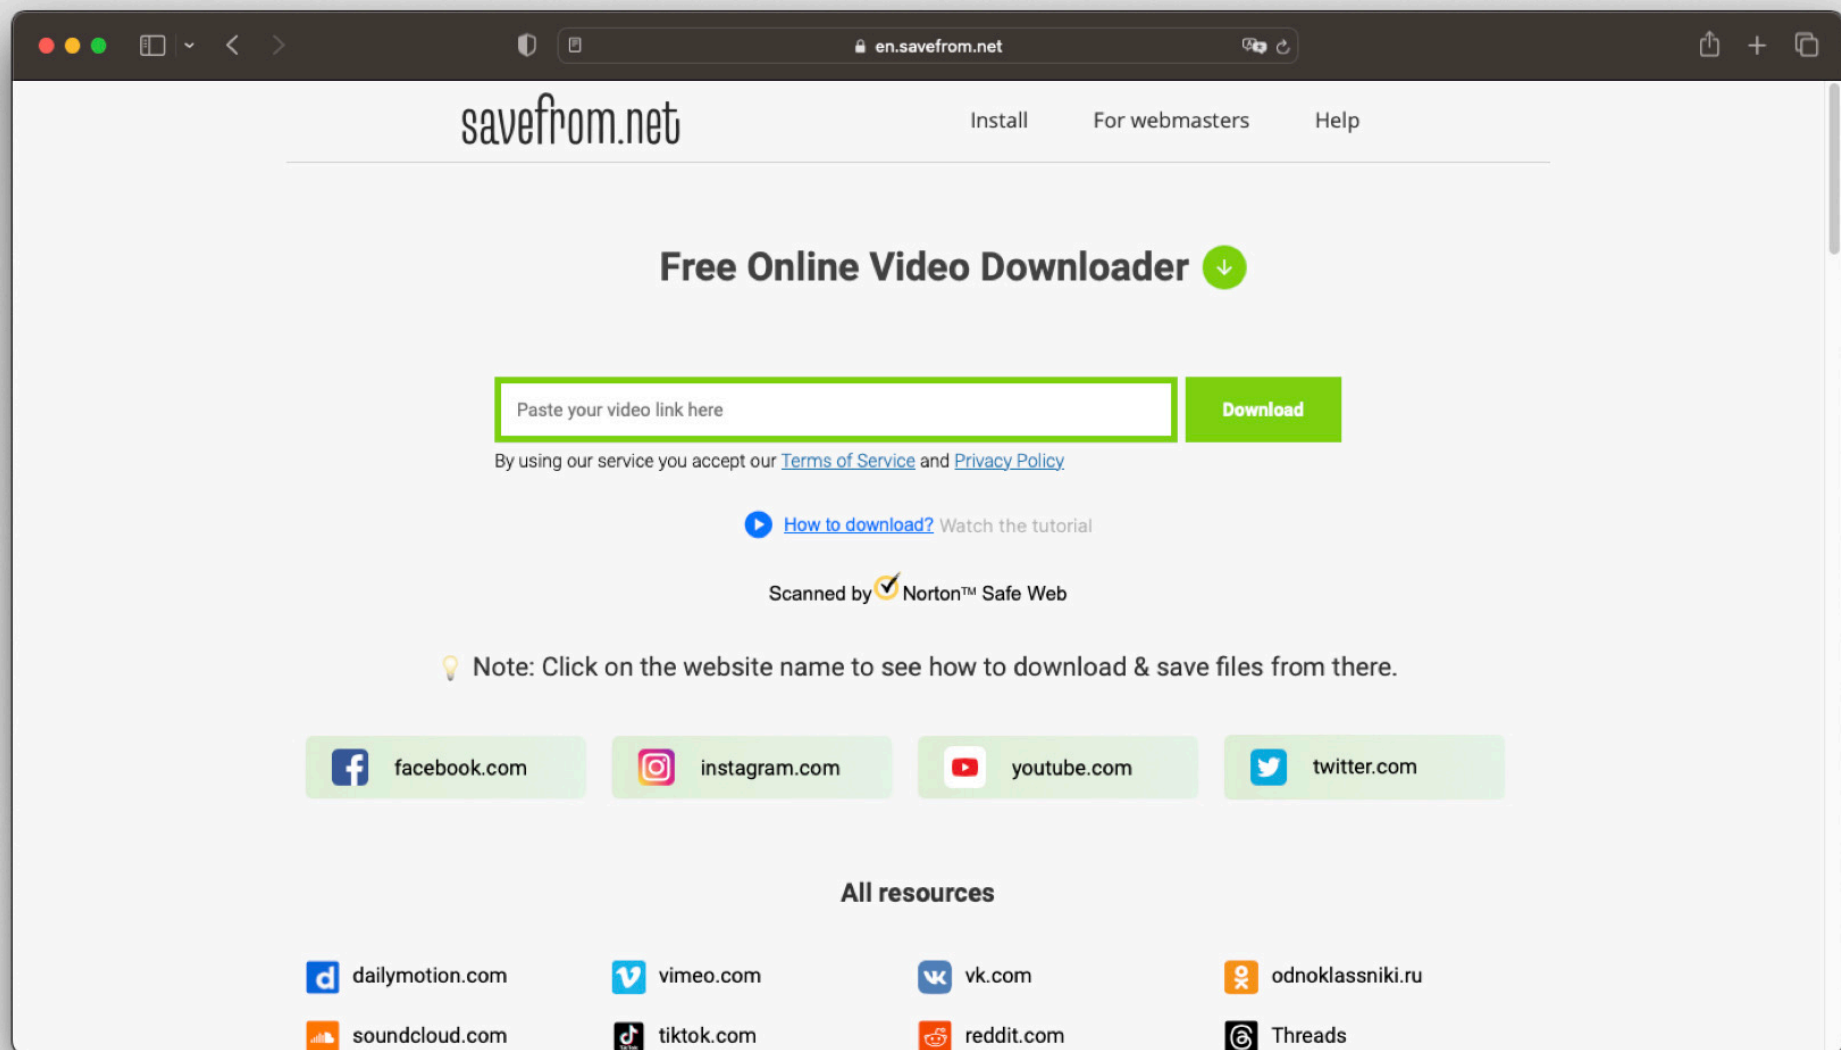 en.savefrom.net
savefrom.net Install For webmasters Help
Free Online Video Downloader
Paste your video link here Download
By using our service you accept our Terms of Service and Privacy Policy
How to download? Watch the tutorial
Scanned by Norton™ Safe Web
Note: Click on the website name to see how to download & save files from there.
facebook.com instagram.com youtube.com twitter.com
All resources
dailymotion.com vimeo.com vk.com odnoklassniki.ru
soundcloud.com tiktok.com reddit.com Threads